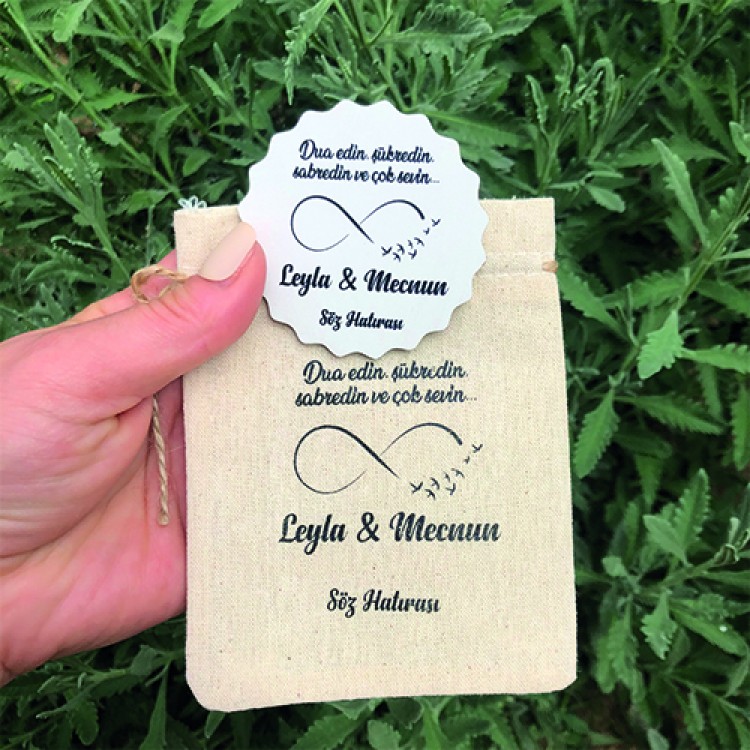 Dua edin, şükredin,
sabredin ve çok sevin...
Leyla & Mecnun
Söz Hatırası
Dua edin, şükredin,
sabredin ve çok sevin...
Leyla & Mecnun
Söz Hatırası